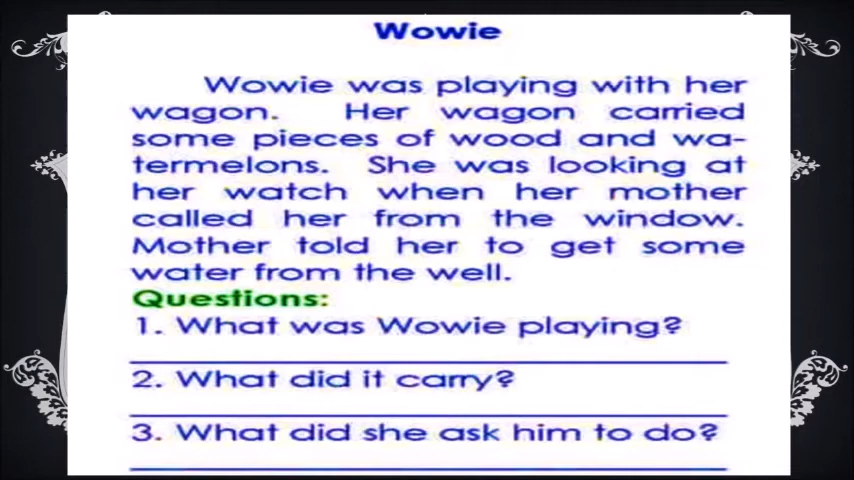 Wowie
Wowie was playing with her
wagon. Her wagon carried
some pieces of wood and wa-
termelons. She was looking at
her watch when her mother
called her from the window.
Mother told her to get some
water from the well.
Questions:
1. What was Wowie playing?
2. What did it carry?
3. What did she ask him to do?